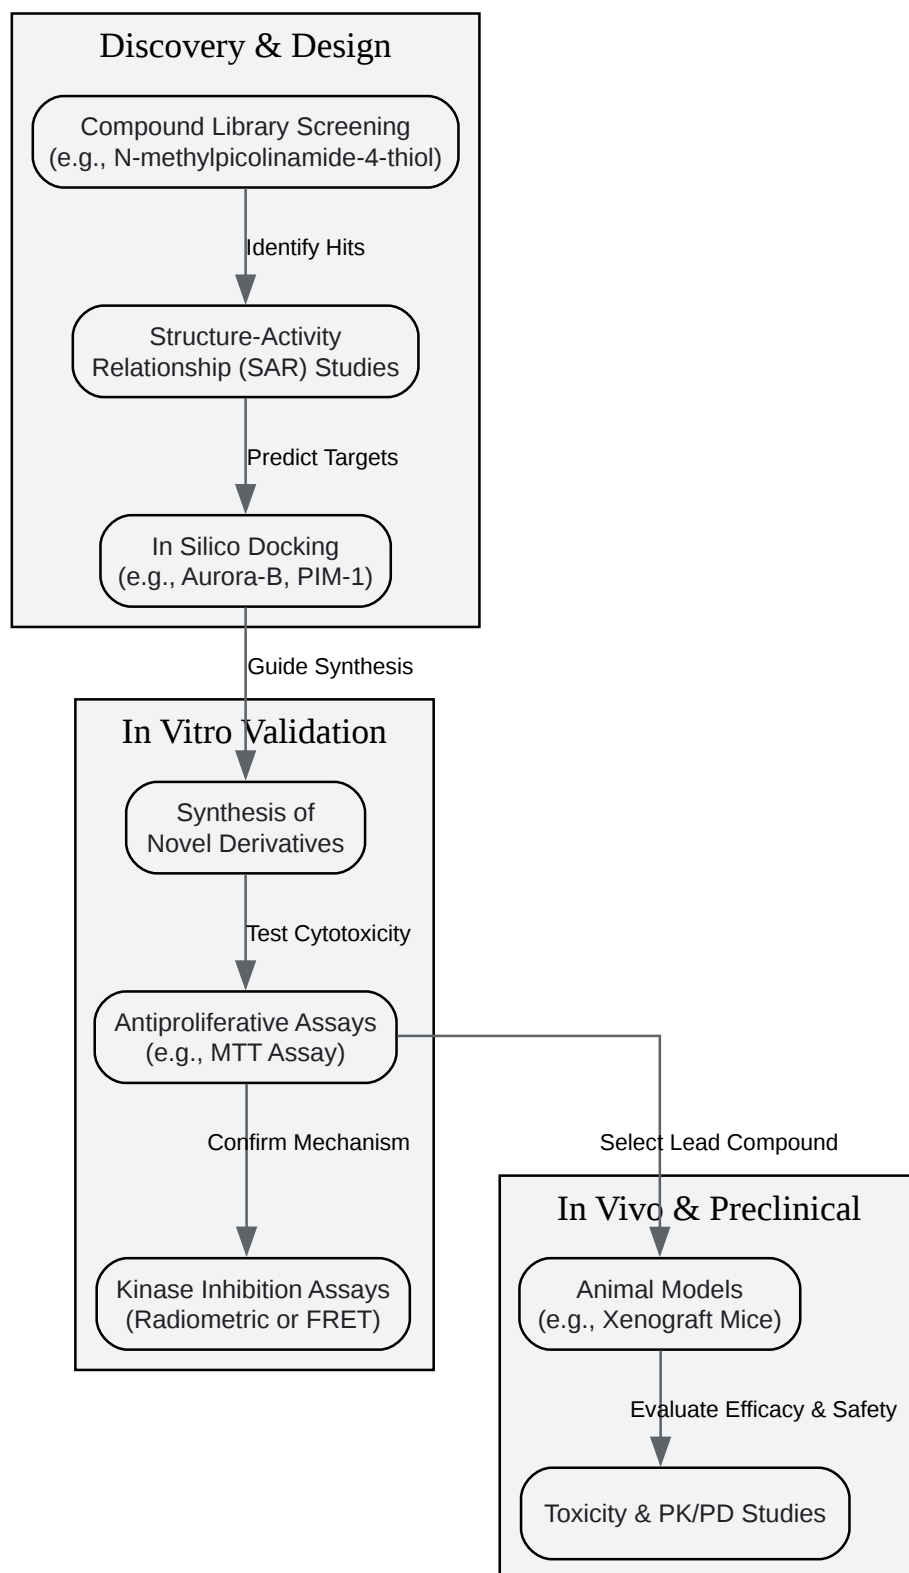 Discovery & Design
Compound Library Screening
(e.g., N-methylpicolinamide-4-thiol)
Identify Hits
Structure-Activity
Relationship (SAR) Studies
Predict Targets
In Silico Docking
(e.g., Aurora-B, PIM-1)
Guide Synthesis
In Vitro Validation
Synthesis of
Novel Derivatives
Test Cytotoxicity
Antiproliferative Assays
(e.g., MTT Assay)
Confirm Mechanism
Select Lead Compound
In Vivo & Preclinical
Kinase Inhibition Assays
(Radiometric or FRET)
Animal Models
(e.g., Xenograft Mice)
Evaluate Efficacy & Safety
Toxicity & PK/PD Studies